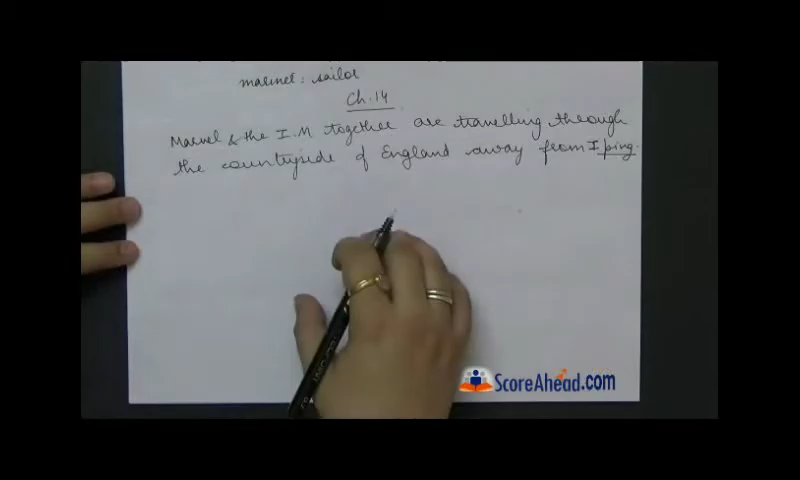 mariner : sailor
Ch. 14
Marvel & the I.M together are travelling through
the countryside of England away from Iping.
ScoreAhead.com